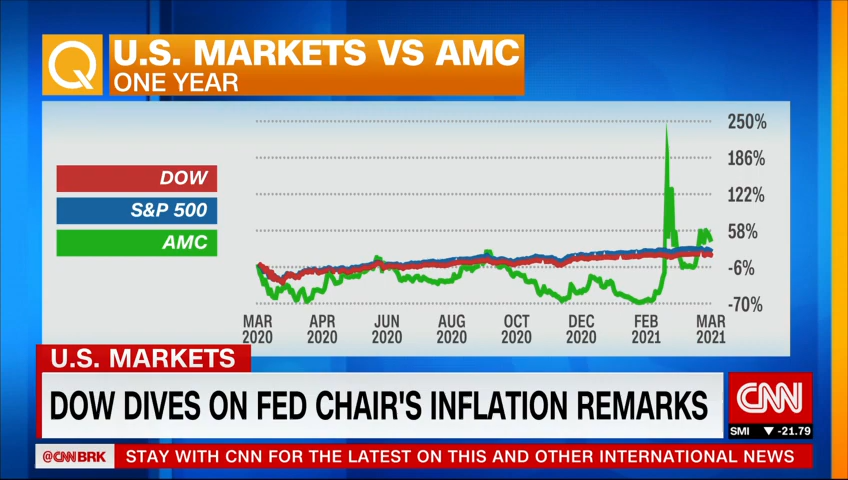 Q
U.S. MARKETS VS AMC
ONE YEAR
250%
186%
122%
58%
-6%
-70%
DOW
S&P 500
AMC
MAR 2020
APR 2020
JUN 2020
AUG 2020
OCT 2020
DEC 2020
FEB 2021
MAR 2021
U.S. MARKETS
DOW DIVES ON FED CHAIR'S INFLATION REMARKS
CNN
SMI ▼ -21.79
@CNNBRK STAY WITH CNN FOR THE LATEST ON THIS AND OTHER INTERNATIONAL NEWS